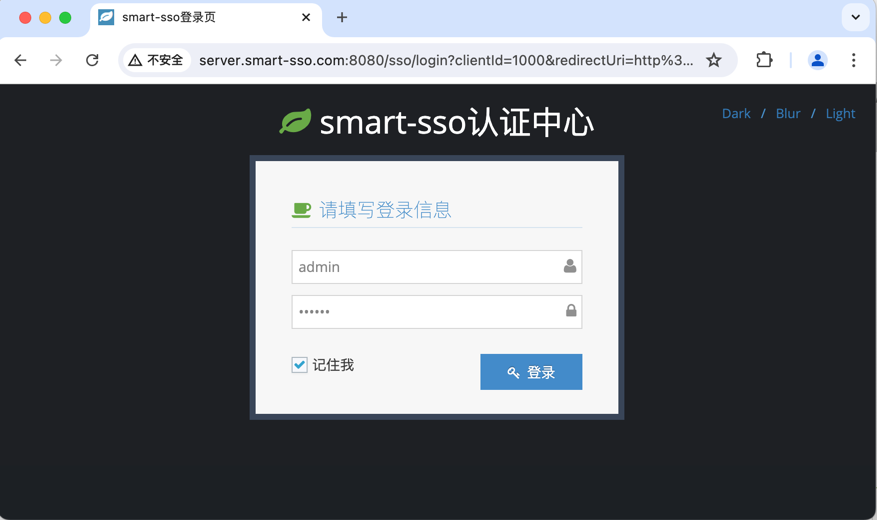 smart-sso登录页
不安全
server.smart-sso.com:8080/sso/login?clientId=1000&redirectUri=http%3...
Dark / Blur / Light
smart-sso认证中心
请填写登录信息
admin
••••••
记住我
登录